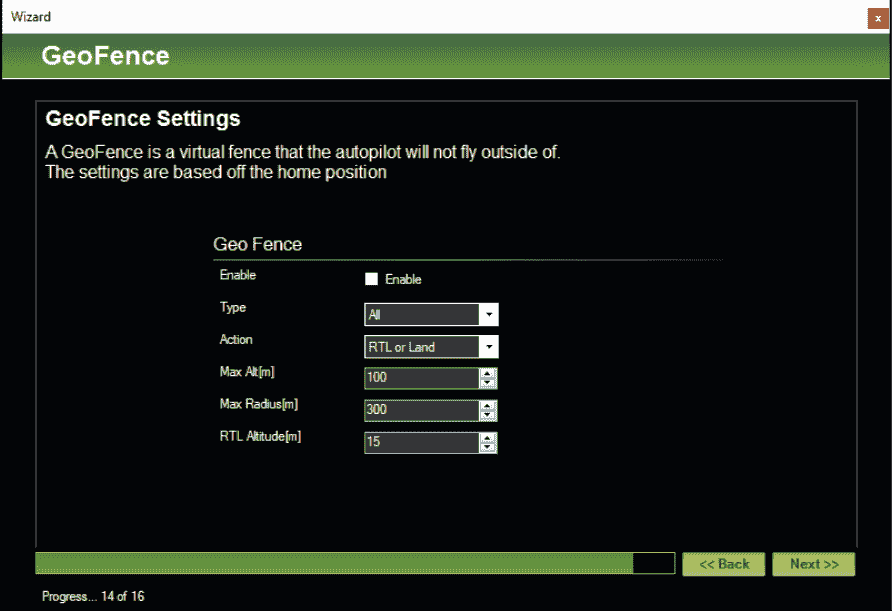 Wizard
x
GeoFence
GeoFence Settings
A GeoFence is a virtual fence that the autopilot will not fly outside of.
The settings are based off the home position
Geo Fence
Enable Enable
Type All
Action RTL or Land
Max Alt[m] 100
Max Radius[m] 300
RTL Altitude[m] 15
<< Back Next >>
Progress... 14 of 16